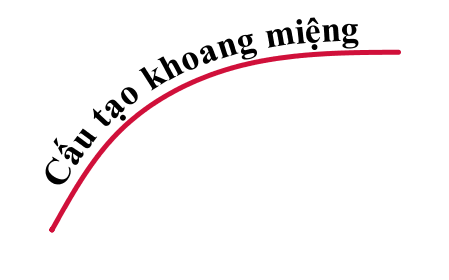 Cấu tạo khoang miệng